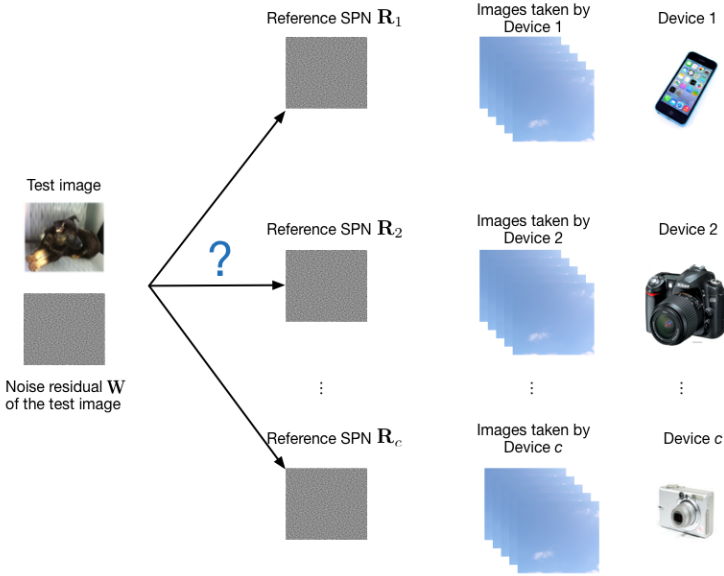 Reference SPN R₁
Images taken by
Device 1
Device 1
Test image
Reference SPN R₂
Images taken by
Device 2
Device 2
?
Noise residual W
of the test image
⋮
⋮
⋮
Reference SPN R꜀
Images taken by
Device c
Device c